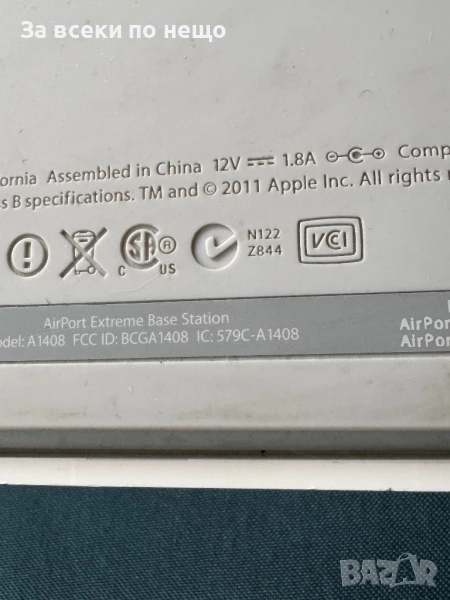 За всеки по нещо
ornia Assembled in China 12V 1.8A Comp
s B specifications. TM and © 2011 Apple Inc. All rights
C US
N122
Z844
VCI
AirPort Extreme Base Station
odel: A1408 FCC ID: BCGA1408 IC: 579C-A1408
AirPor
AirPor
BAZAR